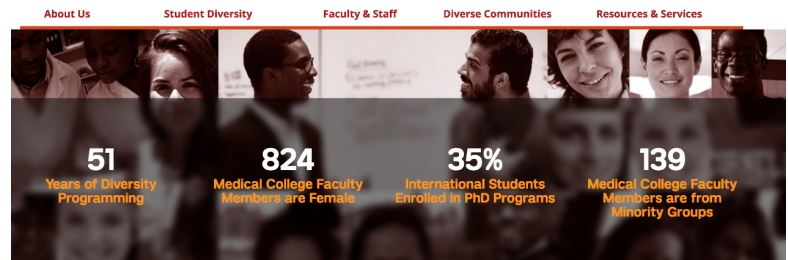 About Us Student Diversity Faculty & Staff Diverse Communities Resources & Services
51
Years of Diversity
Programming
824
Medical College Faculty
Members are Female
35%
International Students
Enrolled in PhD Programs
139
Medical College Faculty
Members are from
Minority Groups